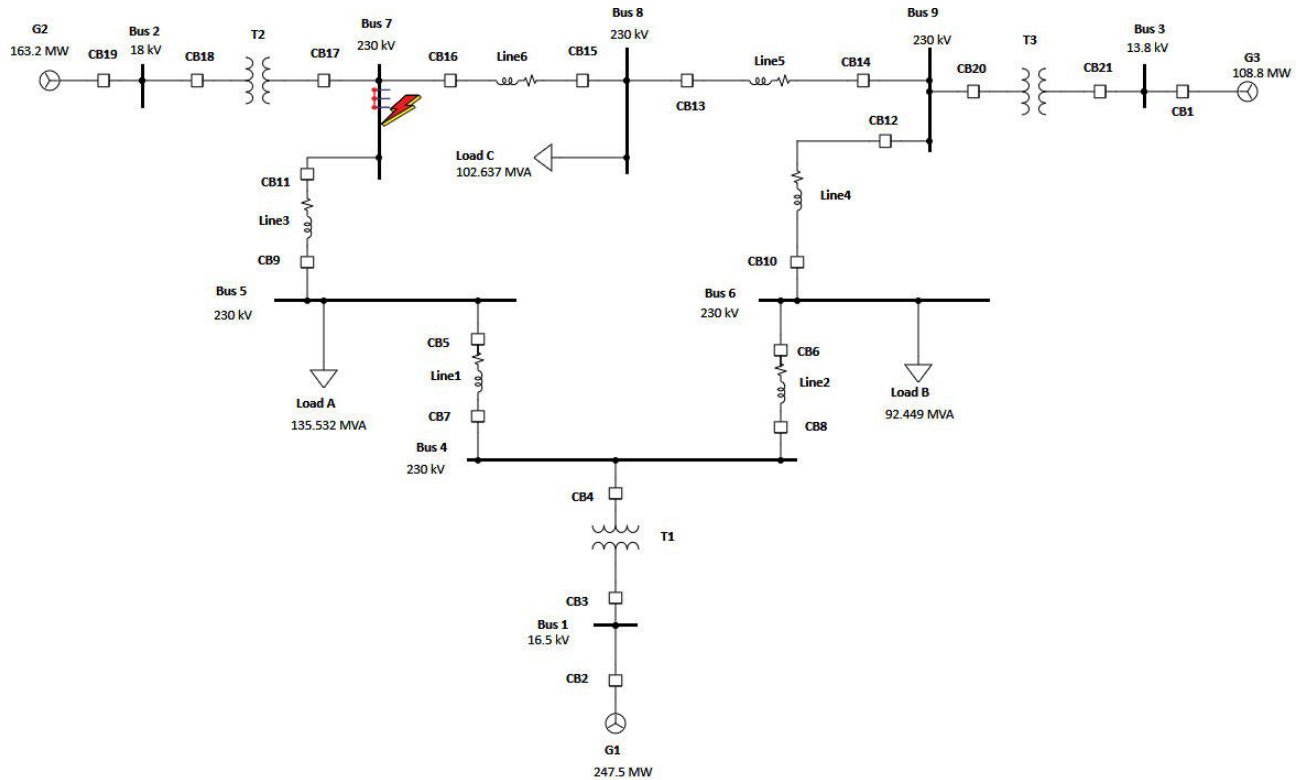 G2
163.2 MW
CB19
Bus 2
18 kV
CB18
T2
CB17
Bus 7
230 kV
CB16
Line6
CB15
Bus 8
230 kV
CB13
Line5
CB14
Bus 9
230 kV
CB20
T3
CB21
Bus 3
13.8 kV
CB1
G3
108.8 MW
CB12
Load C
102.637 MVA
CB11
Line3
CB9
Line4
CB10
Bus 5
230 kV
Bus 6
230 kV
CB5
Line1
CB7
CB6
Line2
CB8
Load A
135.532 MVA
Load B
92.449 MVA
Bus 4
230 kV
CB4
T1
CB3
Bus 1
16.5 kV
CB2
G1
247.5 MW